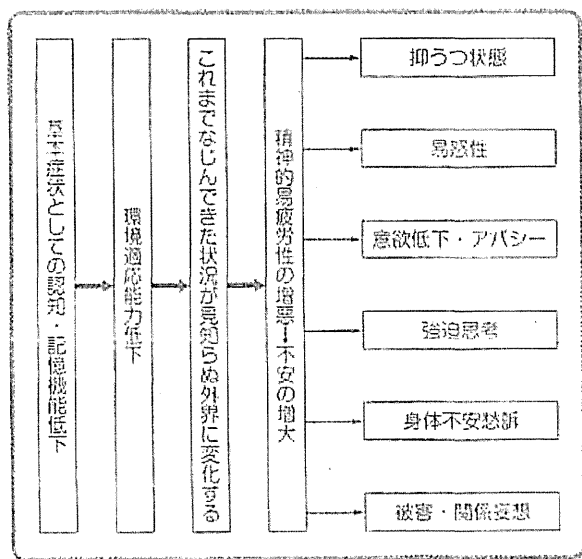 基本症状としての認知・記憶機能低下
環境適応能力低下
これまでなじんできた状況が見知らぬ外界に変化する
精神的易疲労性の増悪ー不安の増大
抑うつ状態
易怒性
意欲低下・アパシー
強迫思考
身体不安愁訴
被害・関係妄想